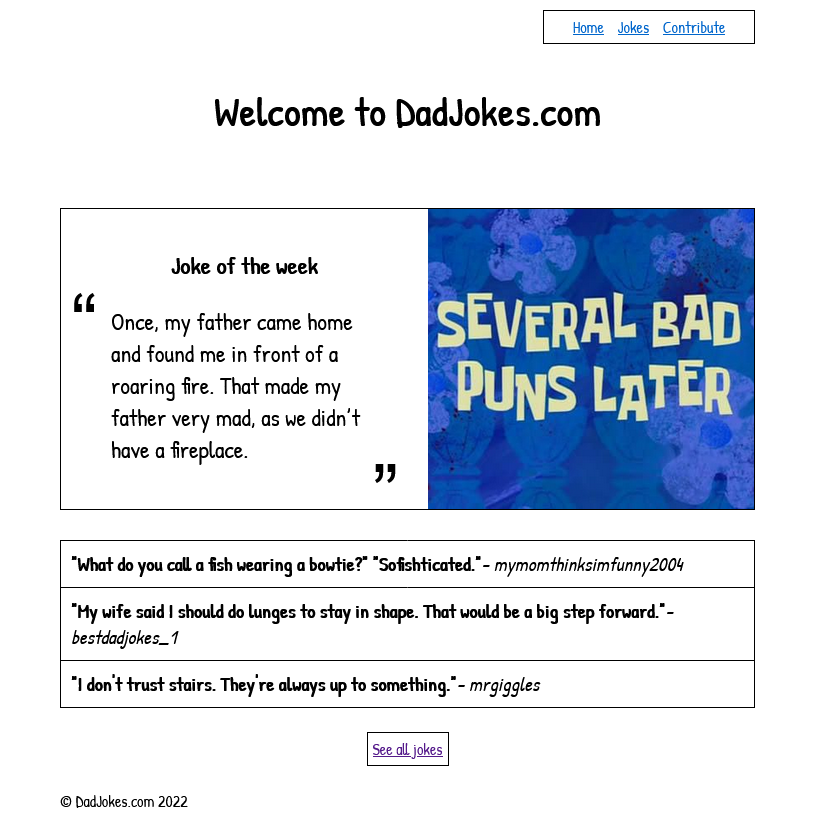 Home Jokes Contribute
Welcome to DadJokes.com
Joke of the week
“
Once, my father came home
and found me in front of a
roaring fire. That made my
father very mad, as we didn’t
have a fireplace.
”
SEVERAL BAD
PUNS LATER
"What do you call a fish wearing a bowtie?" "Sofishticated." - mymomthinksimfunny2004
"My wife said I should do lunges to stay in shape. That would be a big step forward." -
bestdadjokes_1
"I don't trust stairs. They're always up to something." - mrgiggles
See all jokes
© DadJokes.com 2022